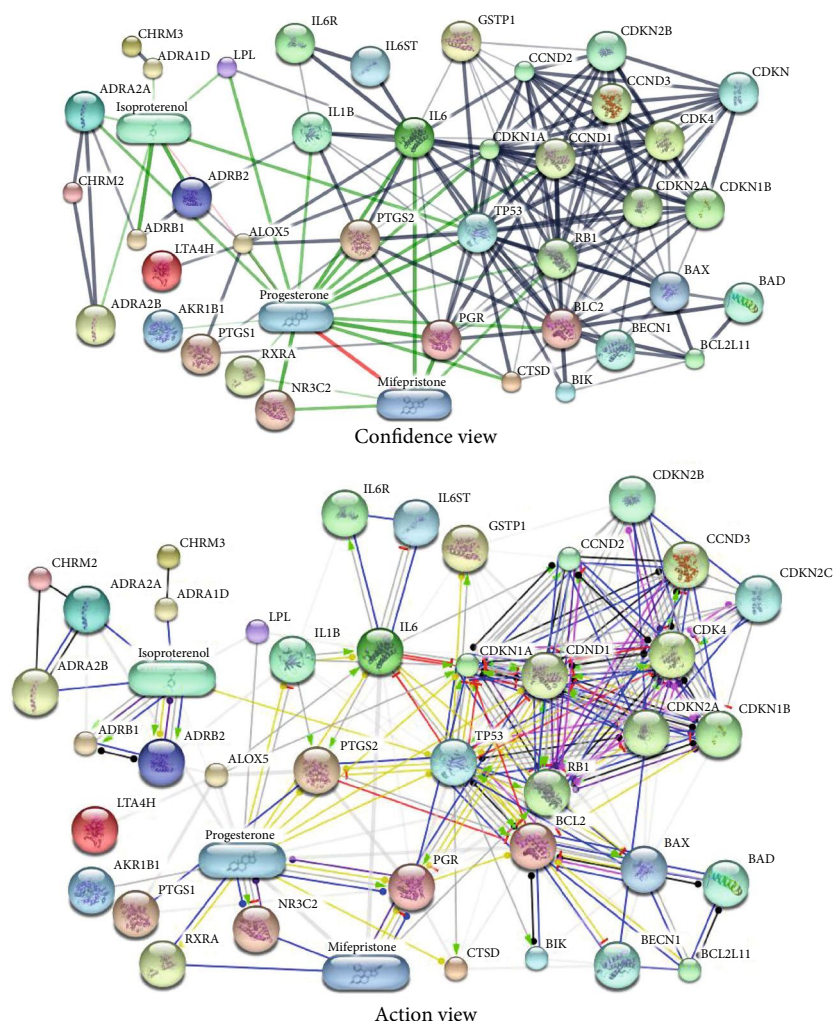 CHRM3
ADRA1D
LPL
IL6R
IL6ST
GSTP1
CCND2
CDKN2B
CCND3
CDKN
ADRA2A
Isoproterenol
IL1B
IL6
CDKN1A
CCND1
CDK4
CHRM2
ADRB2
ADRB1
ALOX5
PTGS2
TP53
CDKN2A
CDKN1B
LTA4H
RB1
BAX
BAD
ADRA2B
AKR1B1
Progesterone
PTGS1
PGR
BLC2
BECN1
BCL2L11
RXRA
NR3C2
Mifepristone
CTSD
BIK
Confidence view
CDKN2B
IL6R
IL6ST
GSTP1
CCND2
CCND3
CHRM2
CHRM3
ADRA2A
ADRA1D
CDKN2C
LPL
IL1B
IL6
CDKN1A
CDND1
CDK4
Isoproterenol
ADRA2B
CDKN2A
CDKN1B
ADRB1
ADRB2
ALOX5
PTGS2
TP53
RB1
LTA4H
BCL2
Progesterone
BAX
BAD
AKR1B1
PTGS1
NR3C2
PGR
RXRA
Mifepristone
CTSD
BIK
BECN1
BCL2L11
Action view